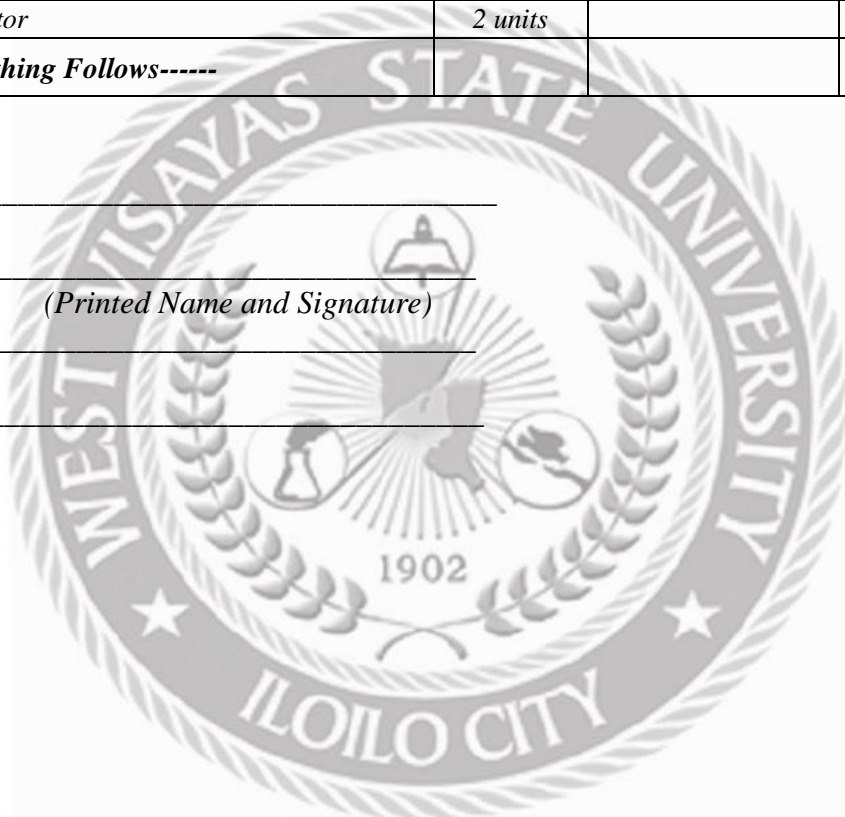 tor 2 units
hing Follows------
(Printed Name and Signature)
WEST VISAYAS STATE UNIVERSITY
1902
ILOILO CITY